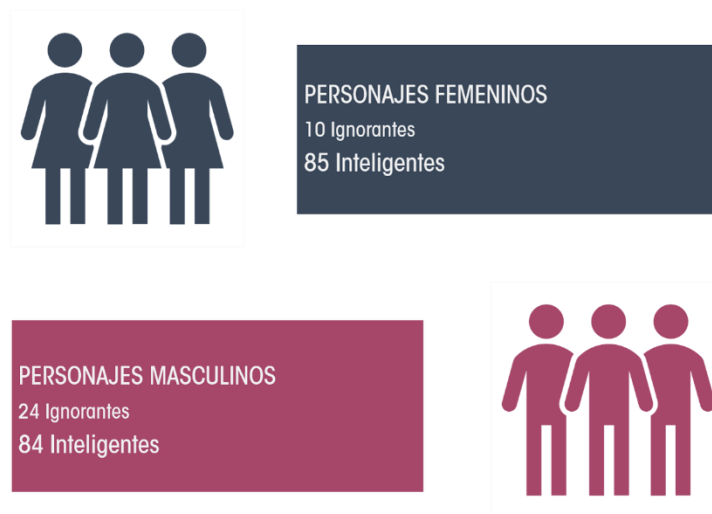 PERSONAJES FEMENINOS
10 Ignorantes
85 Inteligentes
PERSONAJES MASCULINOS
24 Ignorantes
84 Inteligentes